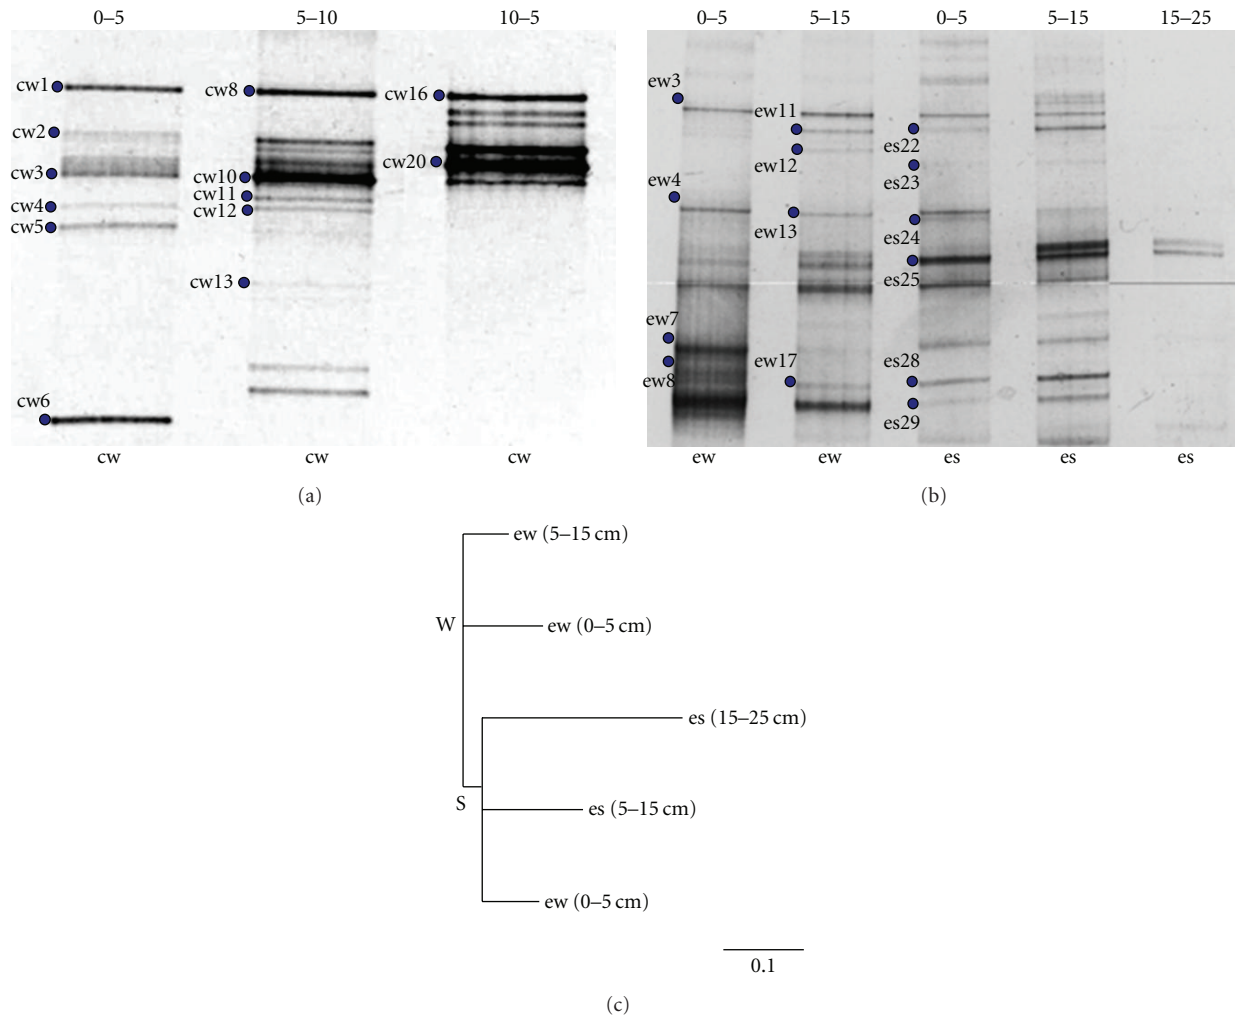 0–5 5–10 10–5
cw1
cw2
cw3
cw4
cw5
cw6
cw8
cw10
cw11
cw12
cw13
cw16
cw20
cw cw cw
(a)
0–5 5–15 0–5 5–15 15–25
ew3
ew4
ew7
ew8
ew11
ew12
ew13
ew17
es22
es23
es24
es25
es28
es29
ew ew es es es
(b)
ew (5–15 cm)
W
ew (0–5 cm)
es (15–25 cm)
S
es (5–15 cm)
ew (0–5 cm)
0.1
(c)